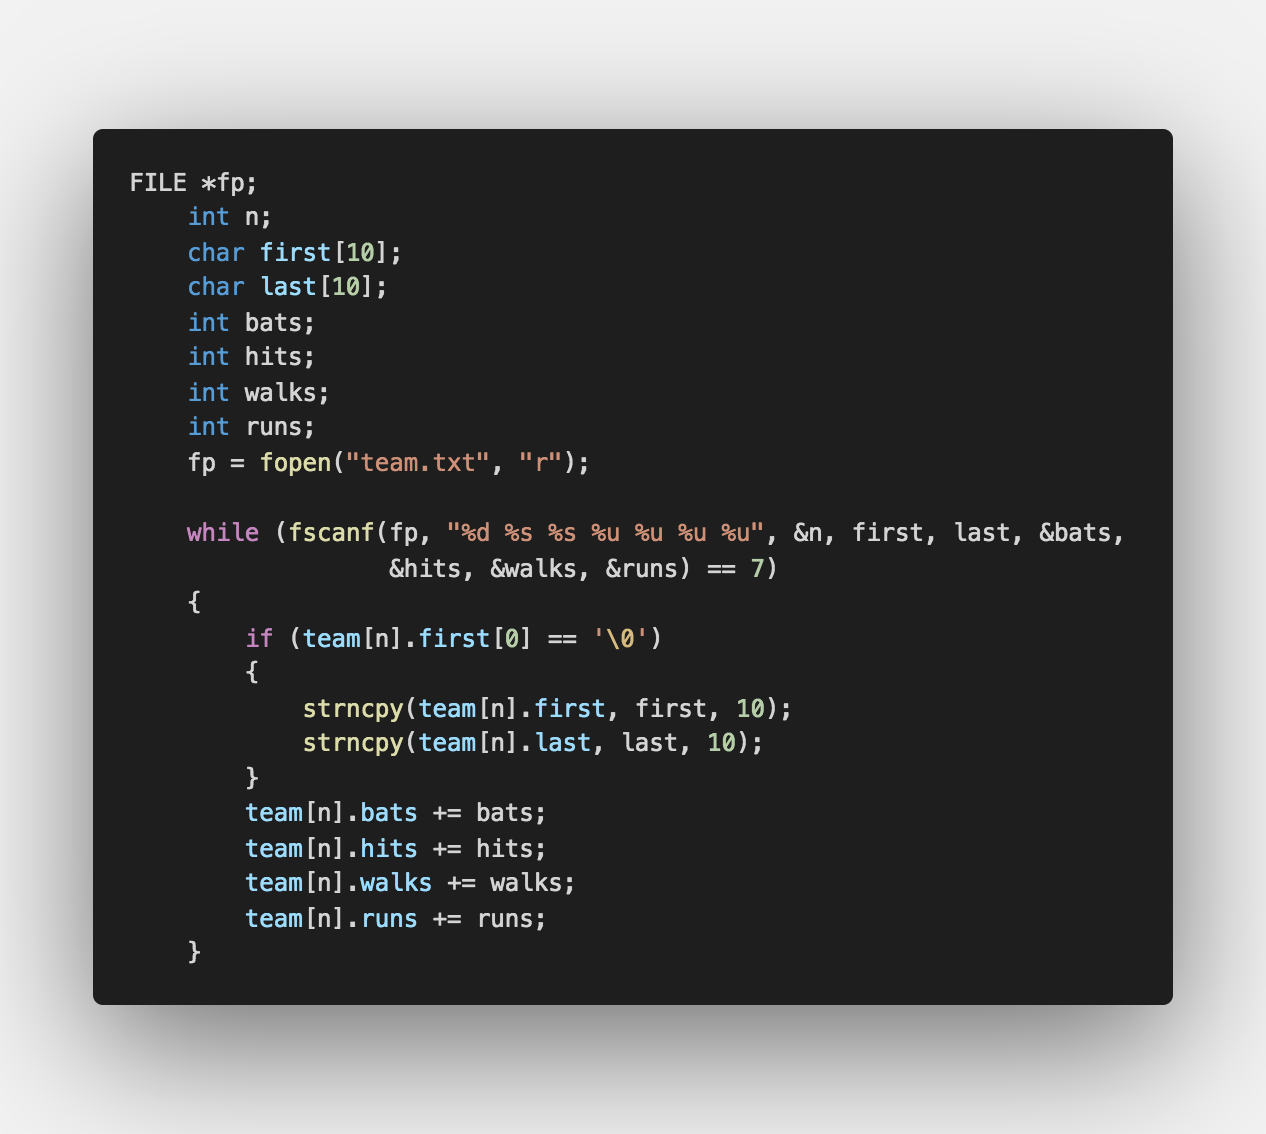 FILE *fp;
    int n;
    char first[10];
    char last[10];
    int bats;
    int hits;
    int walks;
    int runs;
    fp = fopen("team.txt", "r");

    while (fscanf(fp, "%d %s %s %u %u %u %u", &n, first, last, &bats,
                  &hits, &walks, &runs) == 7)
    {
        if (team[n].first[0] == '\0')
        {
            strncpy(team[n].first, first, 10);
            strncpy(team[n].last, last, 10);
        }
        team[n].bats += bats;
        team[n].hits += hits;
        team[n].walks += walks;
        team[n].runs += runs;
    }